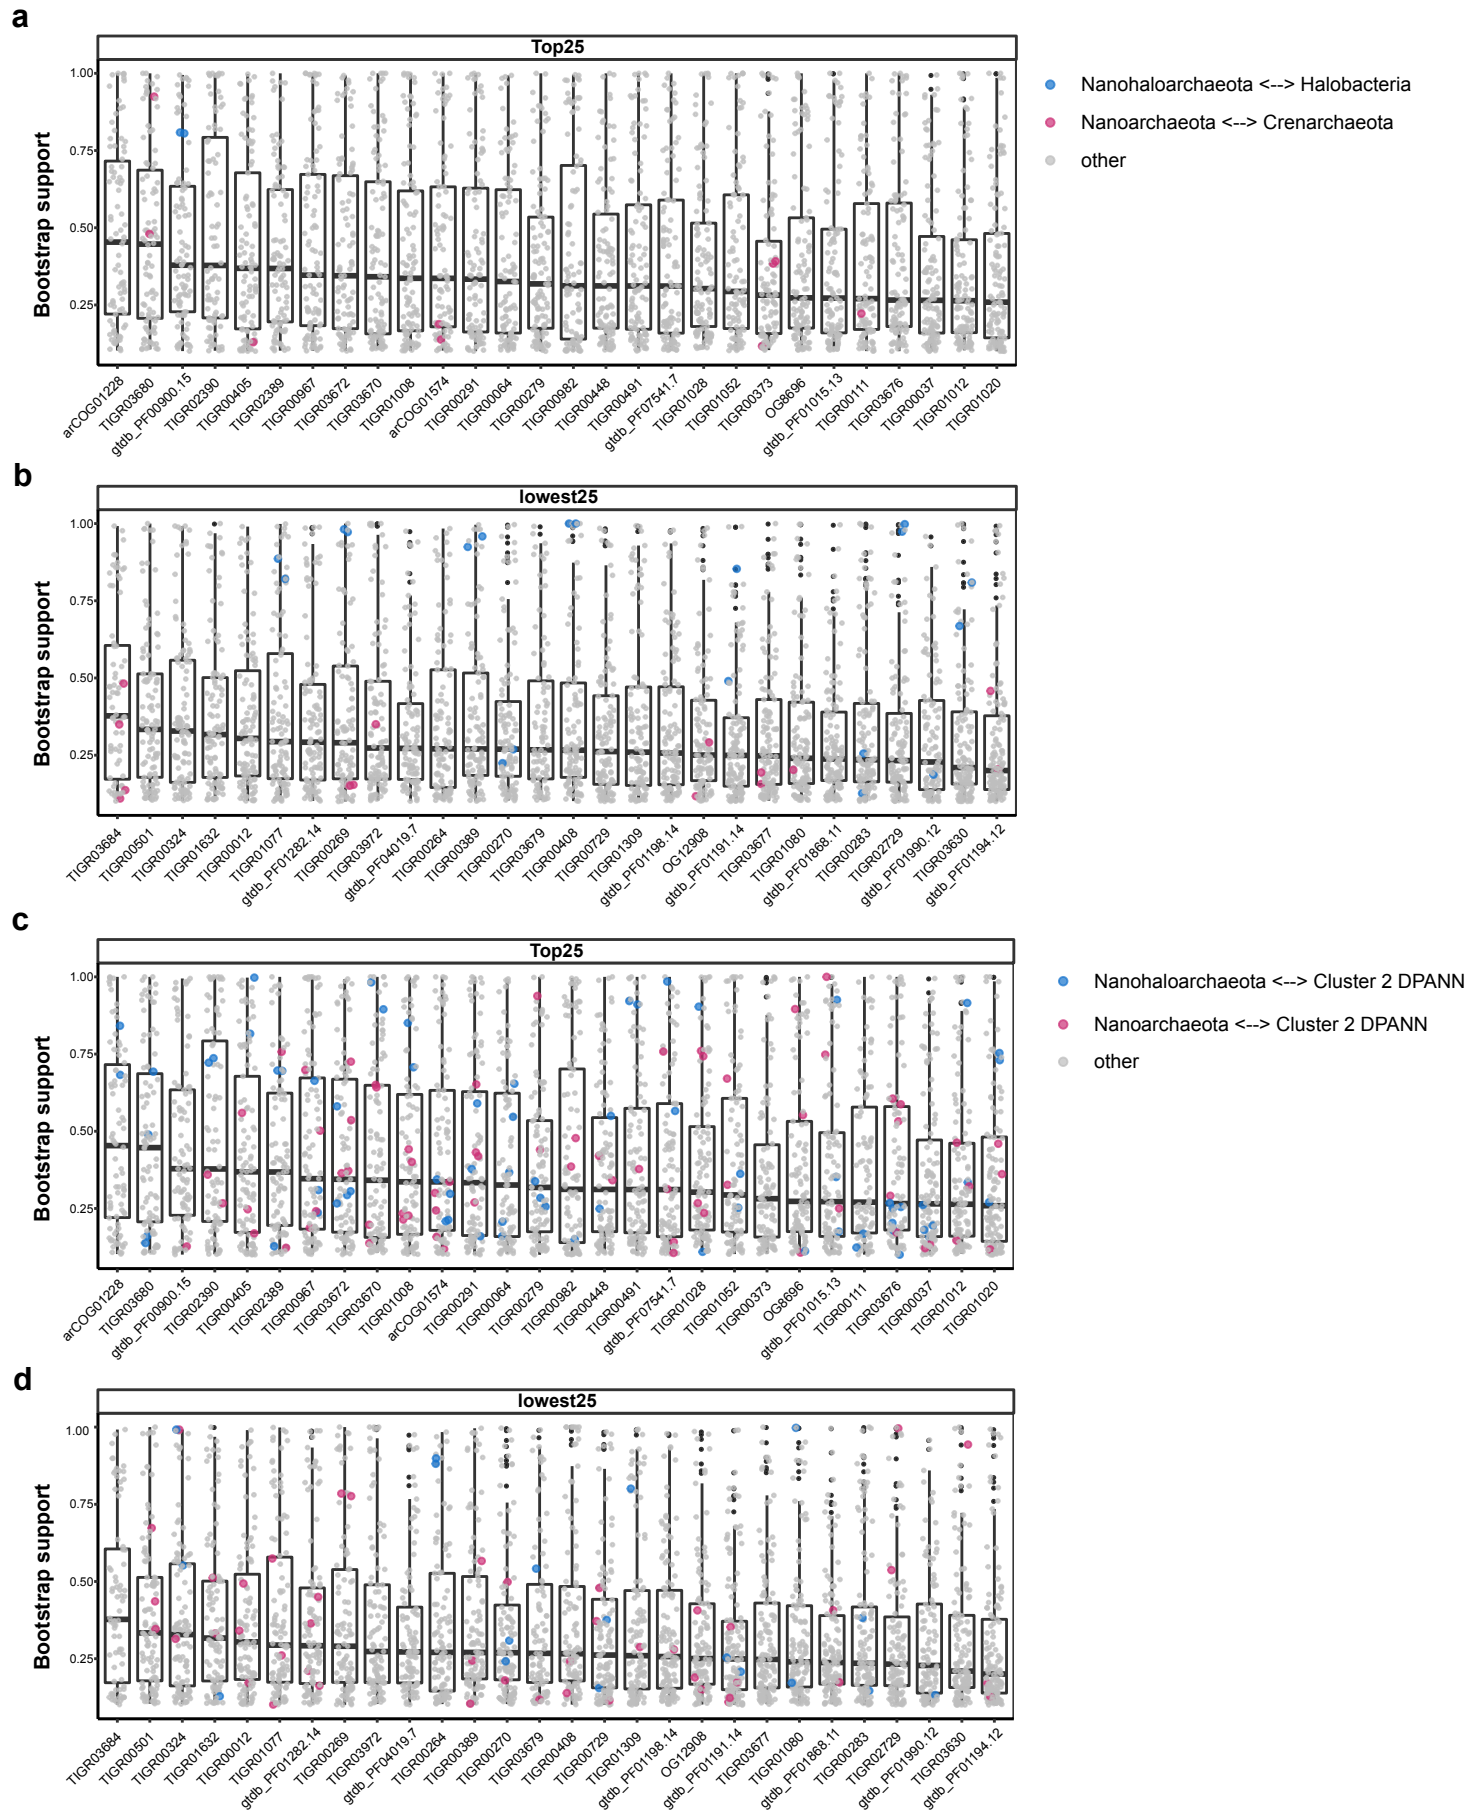 a
Top25
1.00
0.75
0.50
0.25
Bootstrap support
arCOG01228
TIGR03680
gtdb_PF00900.15
TIGR02390
TIGR00405
TIGR02389
TIGR00967
TIGR03672
TIGR03670
TIGR01008
arCOG01574
TIGR00291
TIGR00064
TIGR00279
TIGR00982
TIGR00448
TIGR00491
gtdb_PF07541.7
TIGR01028
TIGR01052
TIGR00373
OG8696
gtdb_PF01015.13
TIGR00111
TIGR03676
TIGR00037
TIGR01012
TIGR01020
Nanohaloarchaeota <--> Halobacteria
Nanoarchaeota <--> Crenarchaeota
other
b
lowest25
1.00
0.75
0.50
0.25
Bootstrap support
TIGR03684
TIGR00501
TIGR00324
TIGR01632
TIGR00012
TIGR01077
gtdb_PF01282.14
TIGR00269
TIGR03972
gtdb_PF04019.7
TIGR00264
TIGR00389
TIGR00270
TIGR03679
TIGR00408
TIGR00729
TIGR01309
gtdb_PF01198.14
OG12908
gtdb_PF01191.14
TIGR03677
TIGR01080
gtdb_PF01868.11
TIGR00283
TIGR02729
gtdb_PF01990.12
TIGR03630
gtdb_PF01194.12
c
Top25
1.00
0.75
0.50
0.25
Bootstrap support
arCOG01228
TIGR03680
gtdb_PF00900.15
TIGR02390
TIGR00405
TIGR02389
TIGR00967
TIGR03672
TIGR03670
TIGR01008
arCOG01574
TIGR00291
TIGR00064
TIGR00279
TIGR00982
TIGR00448
TIGR00491
gtdb_PF07541.7
TIGR01028
TIGR01052
TIGR00373
OG8696
gtdb_PF01015.13
TIGR00111
TIGR03676
TIGR00037
TIGR01012
TIGR01020
Nanohaloarchaeota <--> Cluster 2 DPANN
Nanoarchaeota <--> Cluster 2 DPANN
other
d
lowest25
1.00
0.75
0.50
0.25
Bootstrap support
TIGR03684
TIGR00501
TIGR00324
TIGR01632
TIGR00012
TIGR01077
gtdb_PF01282.14
TIGR00269
TIGR03972
gtdb_PF04019.7
TIGR00264
TIGR00389
TIGR00270
TIGR03679
TIGR00408
TIGR00729
TIGR01309
gtdb_PF01198.14
OG12908
gtdb_PF01191.14
TIGR03677
TIGR01080
gtdb_PF01868.11
TIGR00283
TIGR02729
gtdb_PF01990.12
TIGR03630
gtdb_PF01194.12